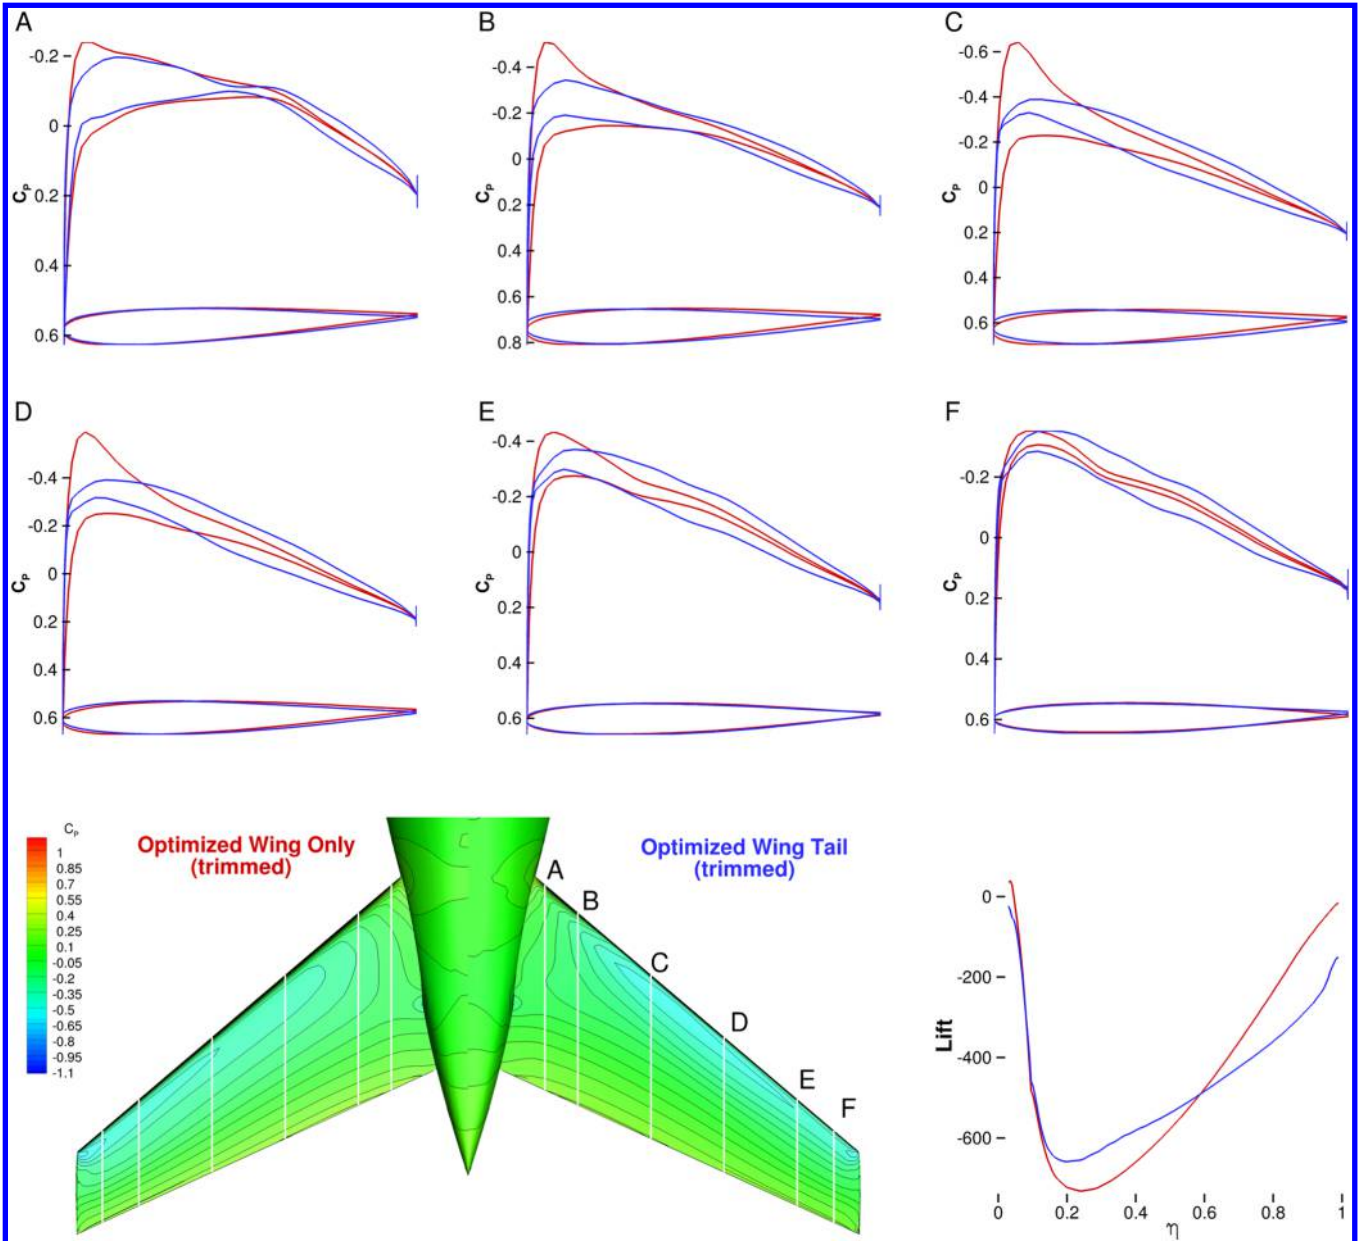 A
-0.2
0
0.2
0.4
0.6
CP
B
-0.4
-0.2
0
0.2
0.4
0.6
0.8
CP
C
-0.6
-0.4
-0.2
0
0.2
0.4
0.6
CP
D
-0.4
-0.2
0
0.2
0.4
0.6
CP
E
-0.4
-0.2
0
0.2
0.4
0.6
CP
F
-0.2
0
0.2
0.4
0.6
CP
CP
1
0.85
0.7
0.55
0.4
0.25
0.1
-0.05
-0.2
-0.35
-0.5
-0.65
-0.8
-0.95
-1.1
Optimized Wing Only
(trimmed)
Optimized Wing Tail
(trimmed)
A
B
C
D
E
F
0
-200
-400
-600
Lift
0
0.2
0.4
0.6
0.8
1
η